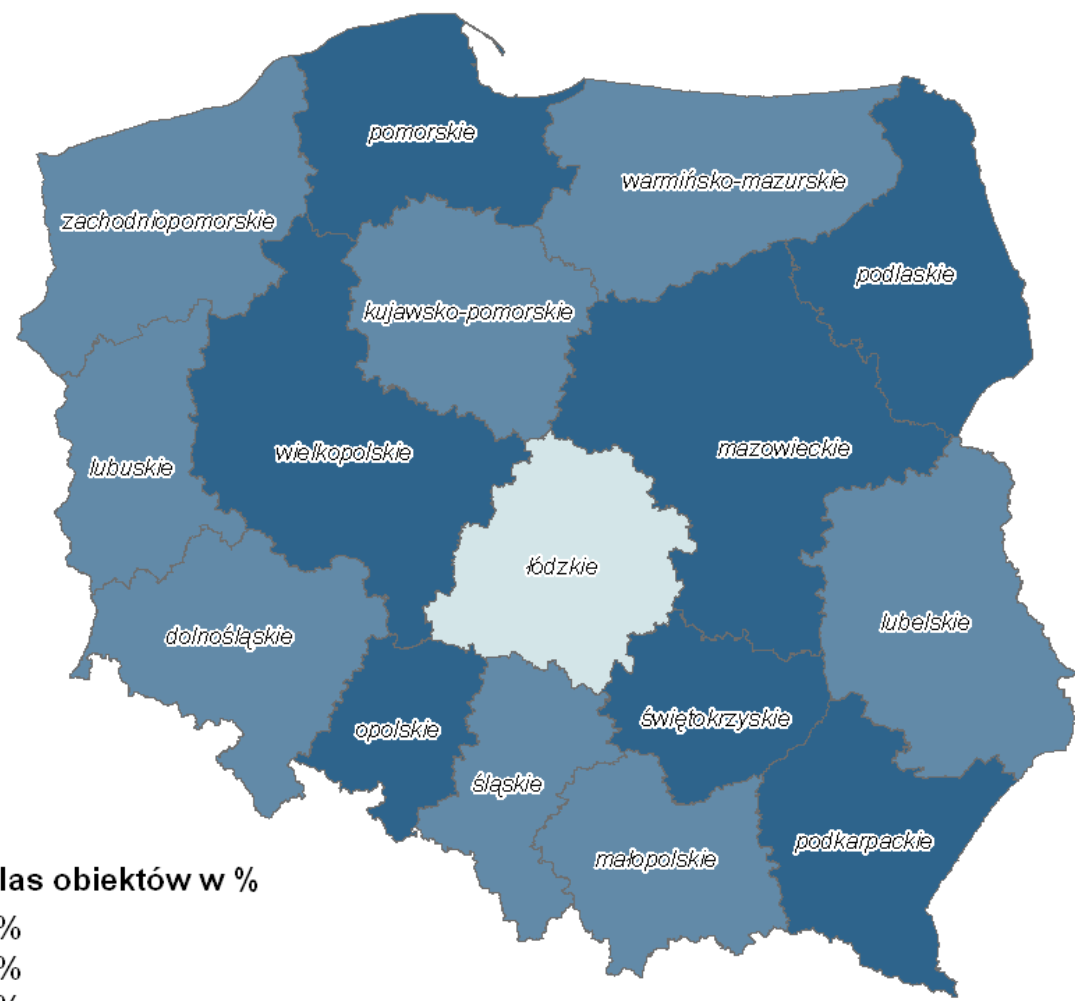 pomorskie
warmińsko-mazurskie
zachodniopomorskie
podlaskie
kujawsko-pomorskie
mazowieckie
wielkopolskie
lubuskie
łódzkie
lubelskie
dolnośląskie
świętokrzyskie
opolskie
śląskie
podkarpackie
małopolskie
las obiektów w %
%
%
%